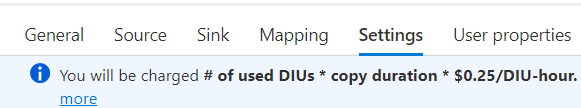 General Source Sink Mapping Settings User properties
You will be charged # of used DIUs * copy duration * $0.25/DIU-hour.
more